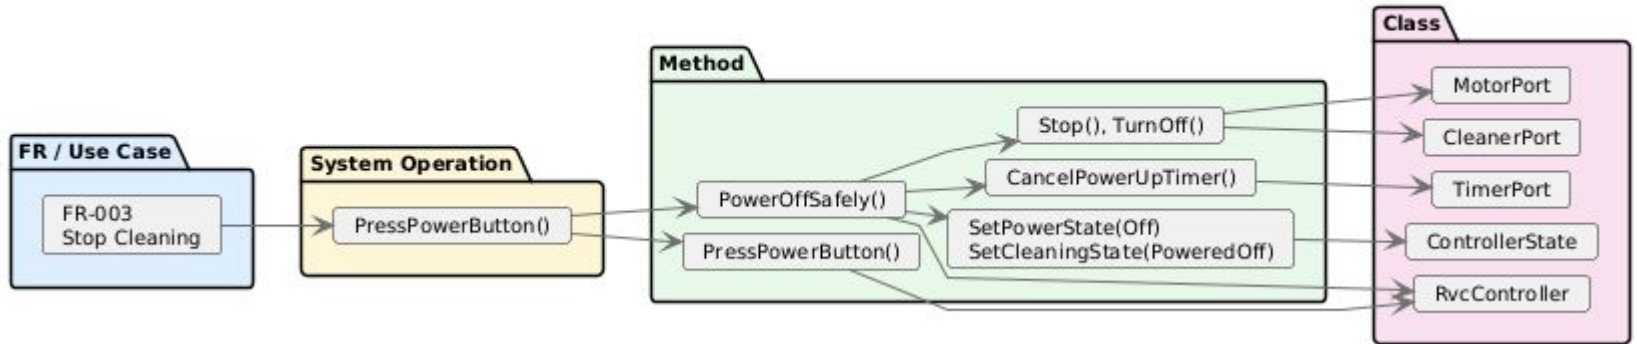 FR / Use Case
FR-003
Stop Cleaning
System Operation
PressPowerButton()
Method
PowerOffSafely()
PressPowerButton()
Stop(), TurnOff()
CancelPowerUpTimer()
SetPowerState(Off)
SetCleaningState(PoweredOff)
Class
MotorPort
CleanerPort
TimerPort
ControllerState
RvcController